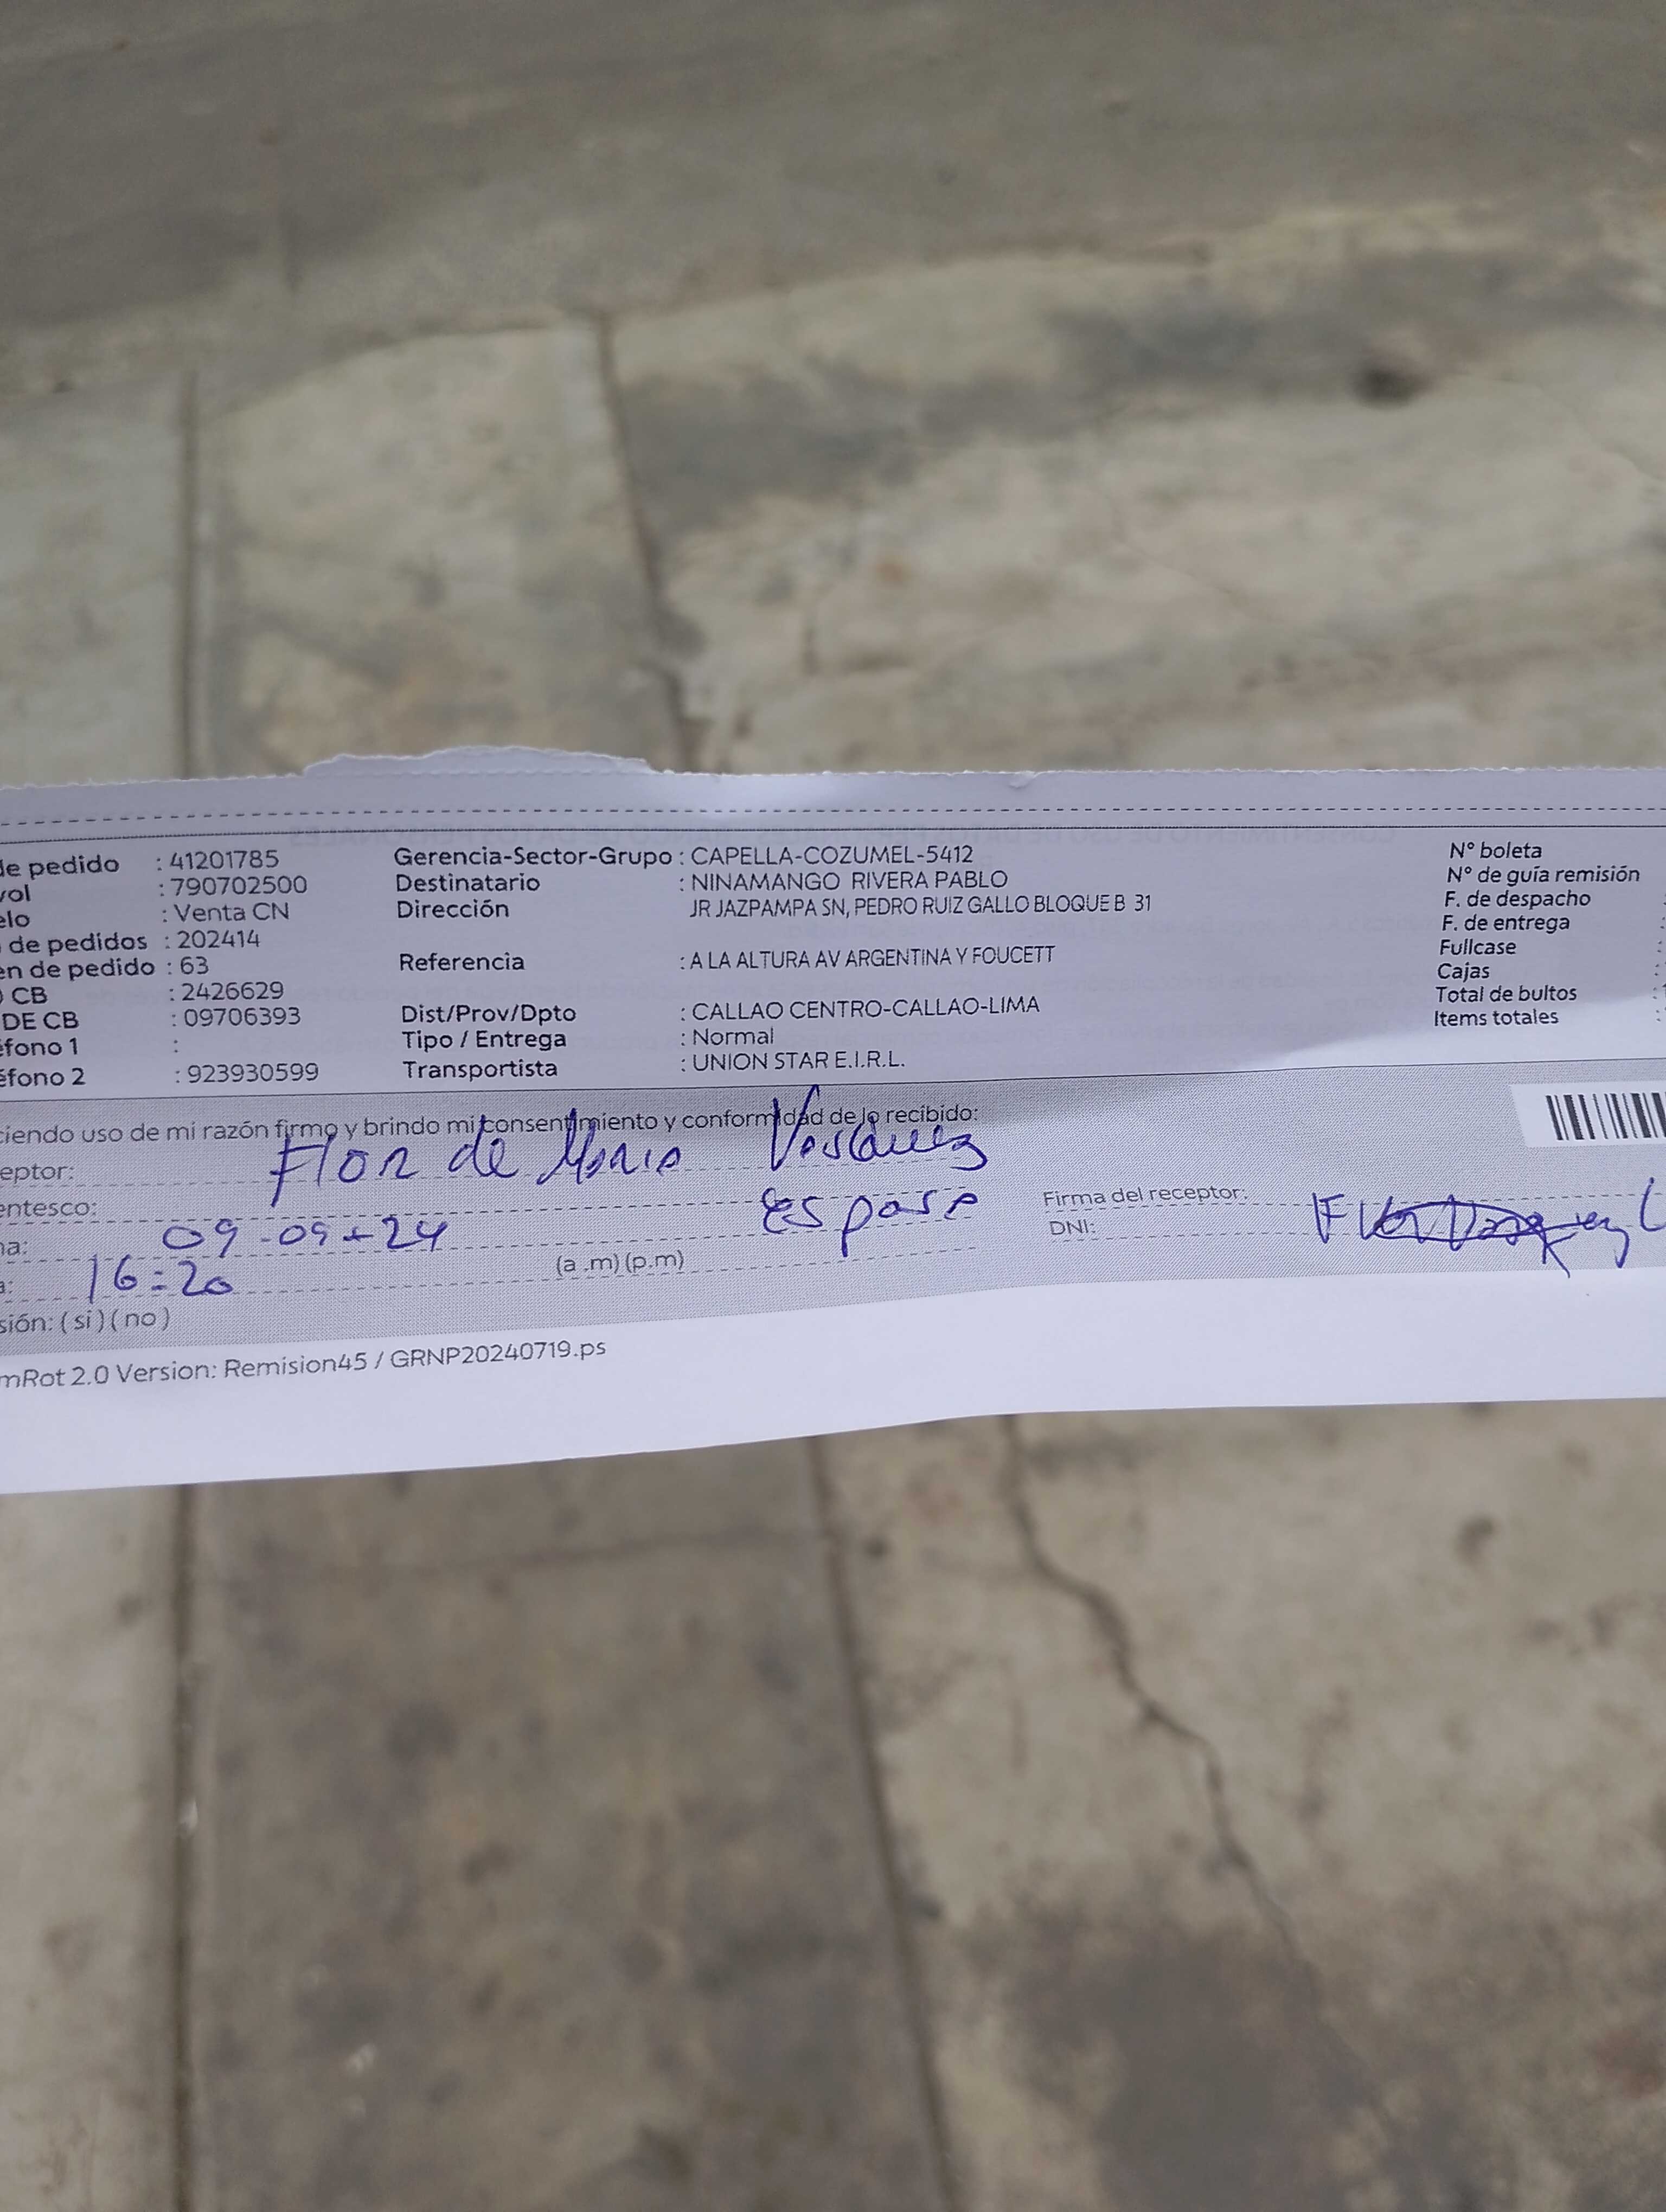 de pedido : 41201785 Gerencia-Sector-Grupo : CAPELLA-COZUMEL-5412 N° boleta
vol : 790702500 Destinatario : NINAMANGO RIVERA PABLO N° de guía remisión
elo : Venta CN Dirección JR JAZPAMPA SN, PEDRO RUIZ GALLO BLOQUE B 31 F. de despacho
de pedidos : 202414 F. de entrega
en de pedido : 63 Referencia : A LA ALTURA AV ARGENTINA Y FOUCETT Fullcase
CB : 2426629 Cajas
DE CB : 09706393 Dist/Prov/Dpto : CALLAO CENTRO-CALLAO-LIMA Total de bultos
éfono 1 : Tipo / Entrega : Normal Items totales
éfono 2 : 923930599 Transportista : UNION STAR E.I.R.L.
ciendo uso de mi razón firmo y brindo mi consentimiento y conformidad de lo recibido:
eptor: Flor de Maria Vasquez
entesco: Esposa Firma del receptor:
ha: 09-09-24 DNI:
a: 16:20 (a .m) (p.m)
sión: ( si ) ( no )
mRot 2.0 Version: Remision45 / GRNP20240719.ps